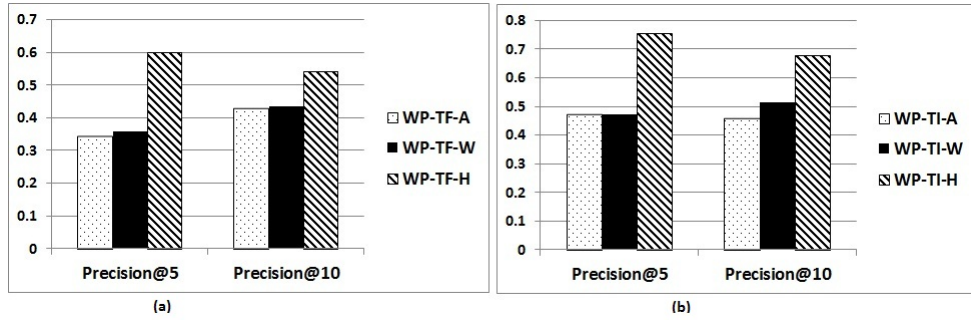 0.7
0.6
0.5
0.4
0.3
0.2
0.1
0
Precision@5
Precision@10
WP-TF-A
WP-TF-W
WP-TF-H
(a)
0.8
0.7
0.6
0.5
0.4
0.3
0.2
0.1
0
Precision@5
Precision@10
WP-TI-A
WP-TI-W
WP-TI-H
(b)